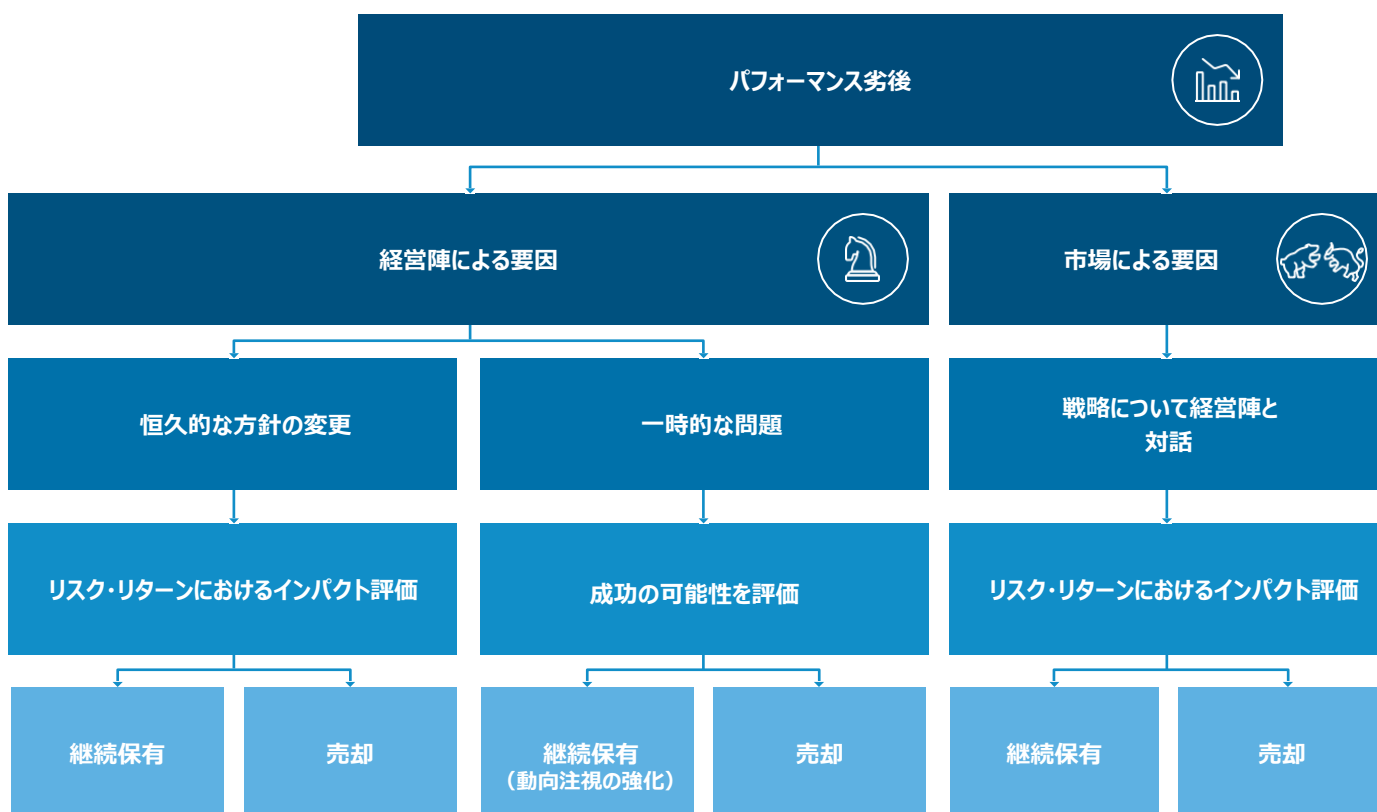 パフォーマンス劣後
経営陣による要因
市場による要因
恒久的な方針の変更
一時的な問題
戦略について経営陣と
対話
リスク・リターンにおけるインパクト評価
成功の可能性を評価
リスク・リターンにおけるインパクト評価
継続保有
売却
継続保有
（動向注視の強化）
売却
継続保有
売却